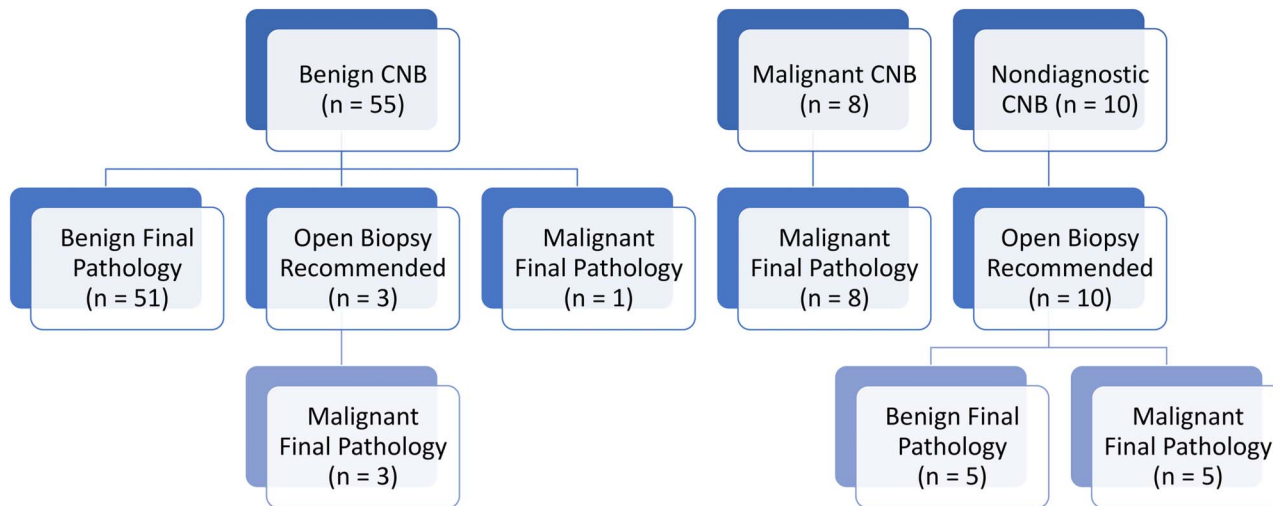 Benign CNB
(n = 55)
Malignant CNB
(n = 8)
Nondiagnostic
CNB (n = 10)
Benign Final
Pathology
(n = 51)
Open Biopsy
Recommended
(n = 3)
Malignant
Final Pathology
(n = 1)
Malignant
Final Pathology
(n = 8)
Open Biopsy
Recommended
(n = 10)
Malignant
Final Pathology
(n = 3)
Benign Final
Pathology
(n = 5)
Malignant
Final Pathology
(n = 5)